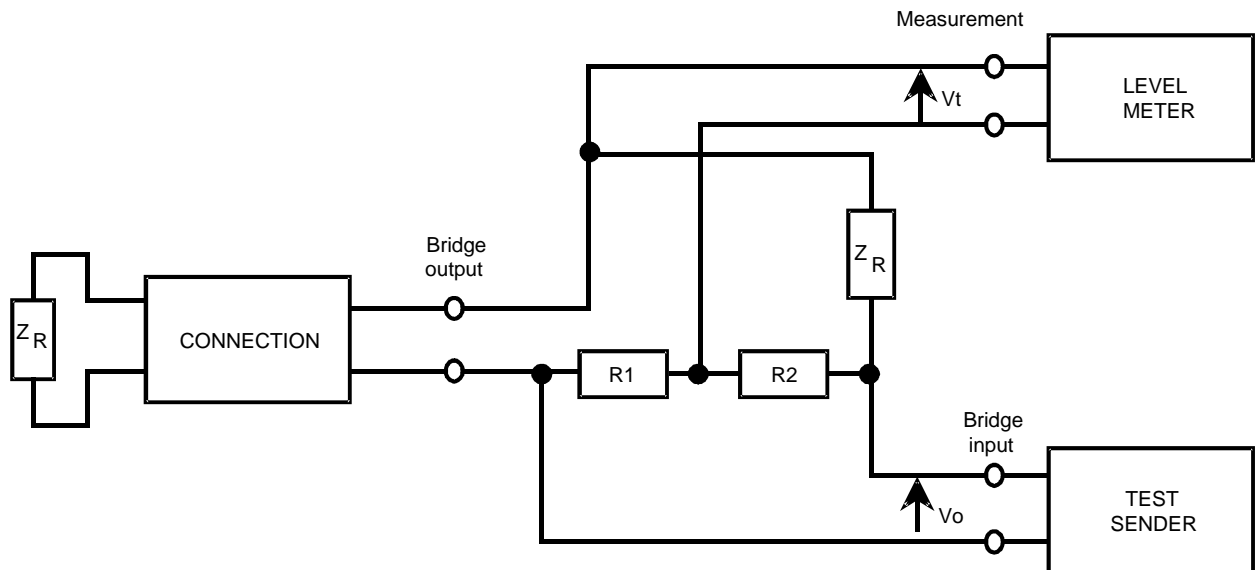 Measurement
LEVEL
METER
Vt
Z R
Bridge
output
Z R
CONNECTION
R1
R2
Bridge
input
Vo
TEST
SENDER